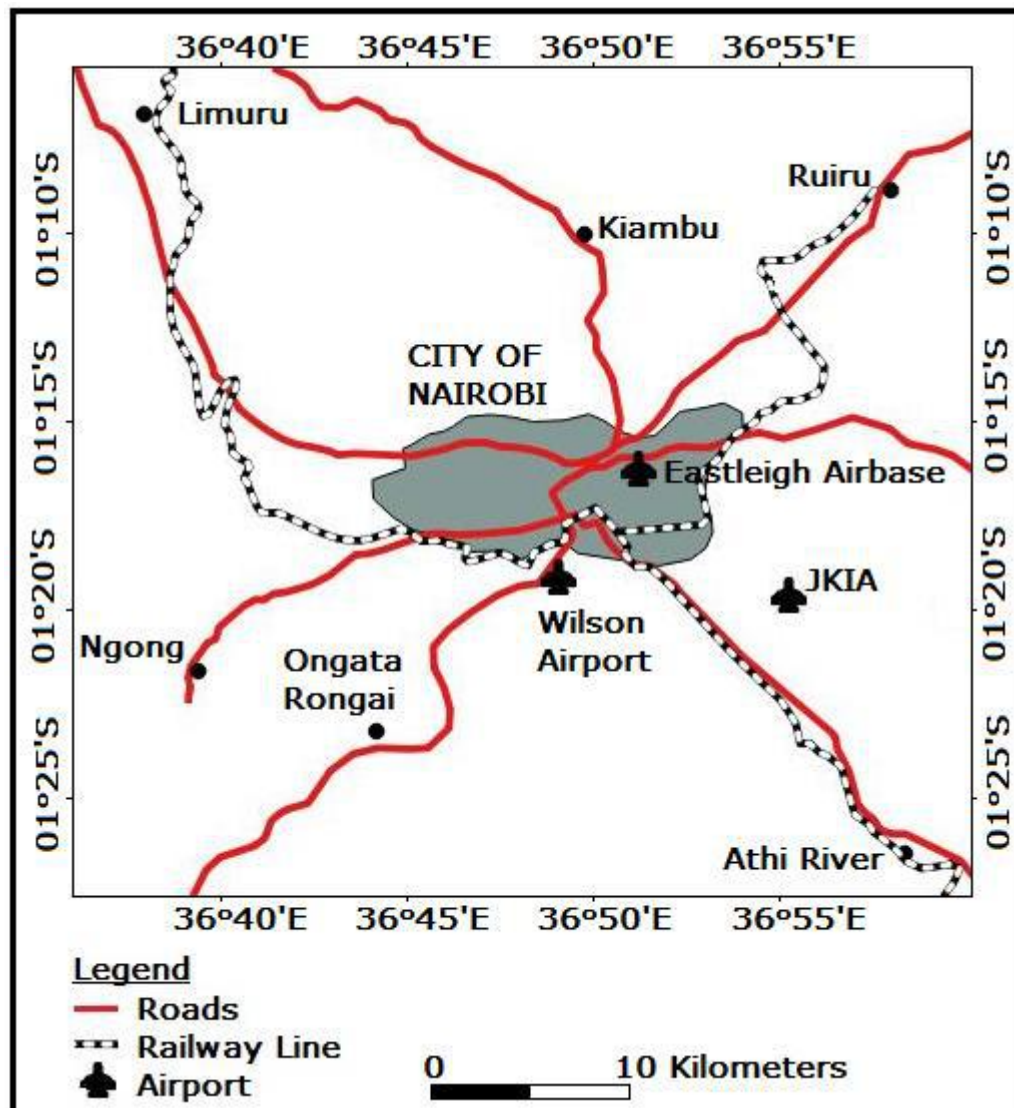 36°40'E 36°45'E 36°50'E 36°55'E
Limuru
Ruiru
01°10'S
01°10'S
Kiambu
CITY OF
NAIROBI
01°15'S
01°15'S
Eastleigh Airbase
JKIA
01°20'S
01°20'S
Wilson
Airport
Ngong
Ongata
Rongai
01°25'S
01°25'S
Athi River
36°40'E 36°45'E 36°50'E 36°55'E
Legend
Roads
Railway Line
Airport
0 10 Kilometers